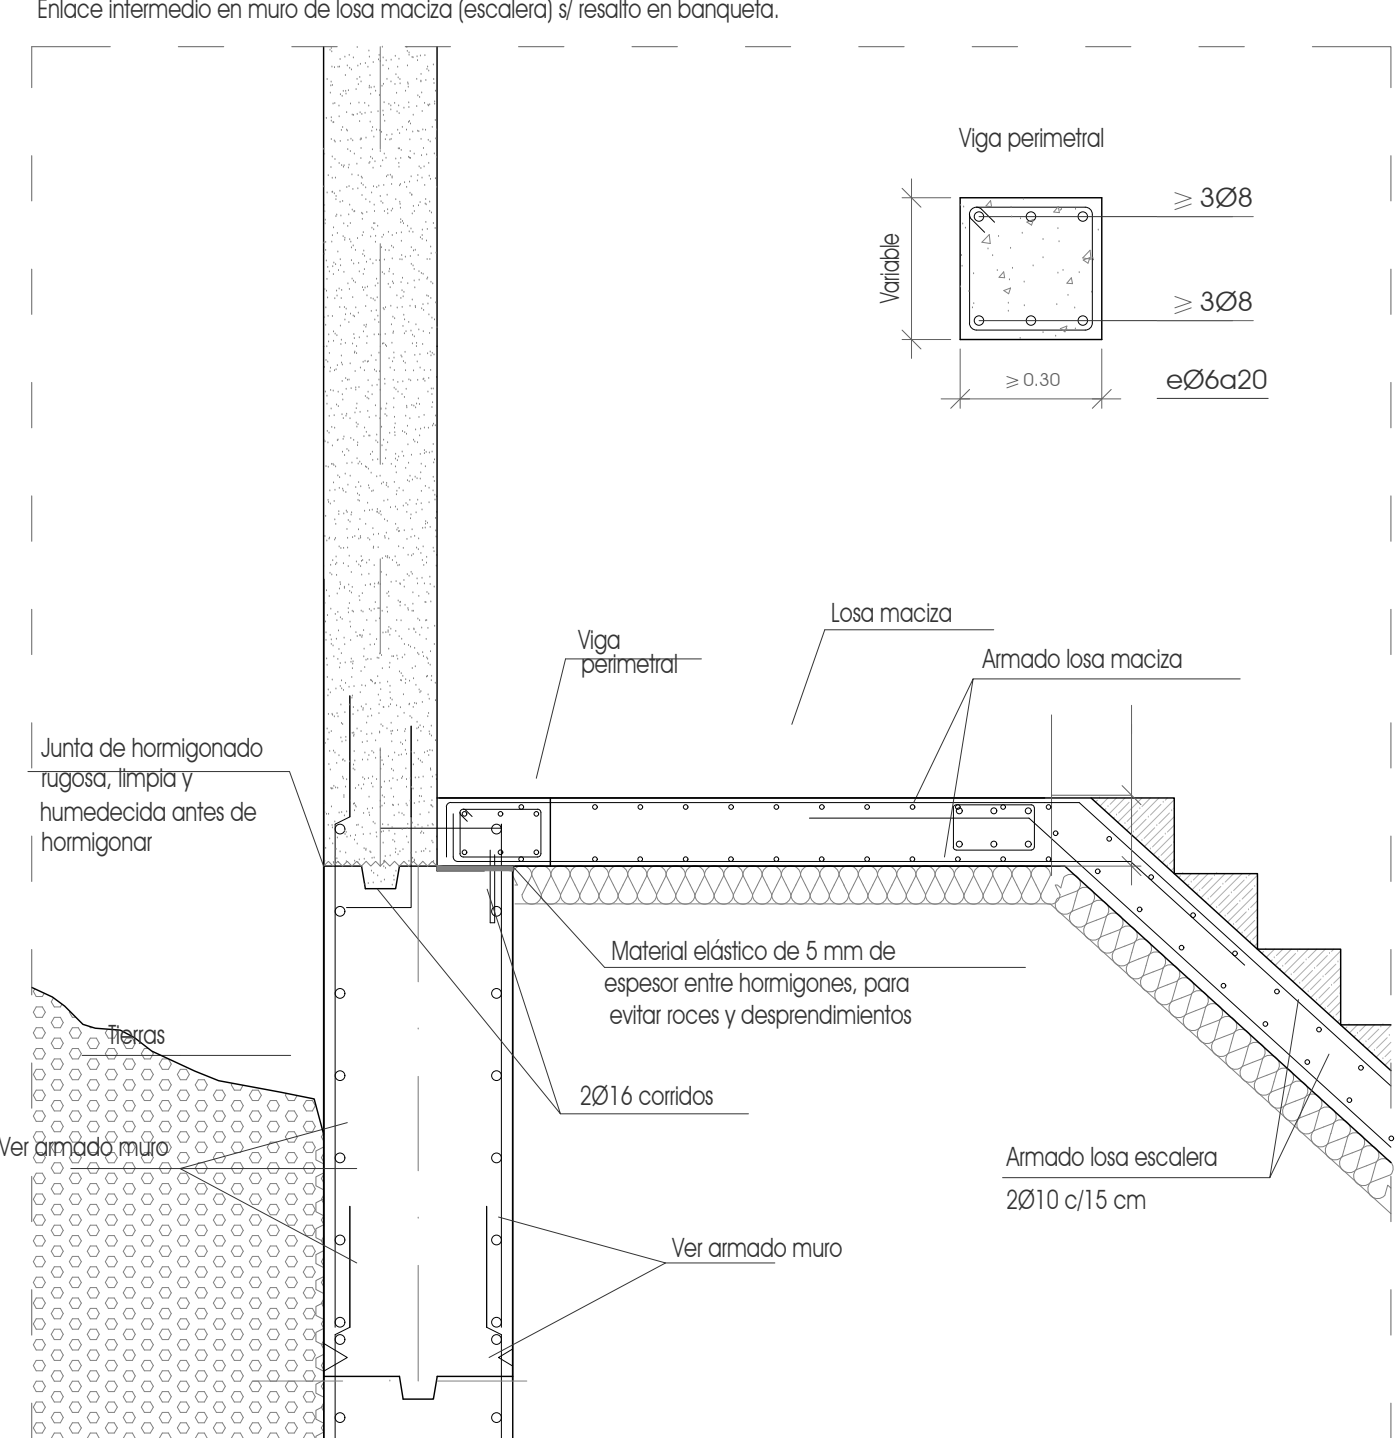 Enlace intermedio en muro de losa maciza (escalera) s/ resalto en banqueta.
Viga perimetral
≥ 3Ø8
Variable
≥ 3Ø8
≥ 0.30
eØ6a20
Losa maciza
Viga
perimetral
Armado losa maciza
Junta de hormigonado
rugosa, limpia y
humedecida antes de
hormigonar
Material elástico de 5 mm de
espesor entre hormigones, para
evitar roces y desprendimientos
Tierras
2Ø16 corridos
Ver armado muro
Armado losa escalera
2Ø10 c/15 cm
Ver armado muro